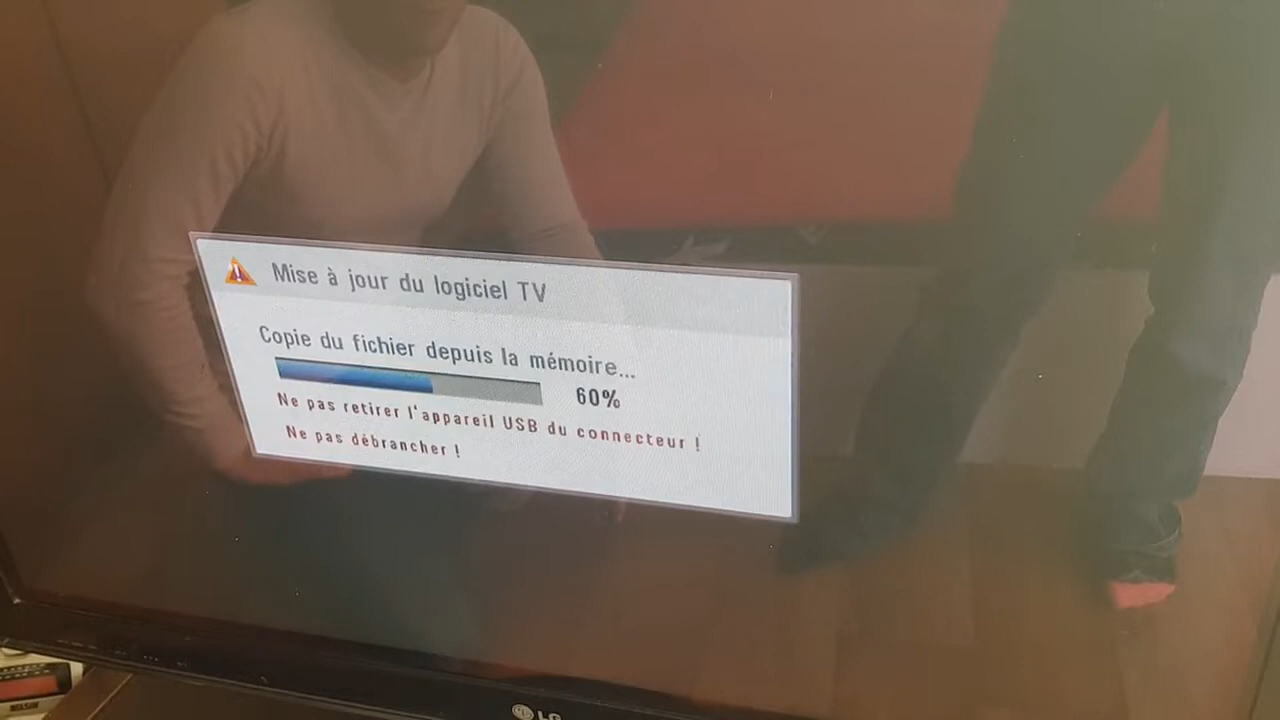 Mise à jour du logiciel TV
Copie du fichier depuis la mémoire...
60%
Ne pas retirer l'appareil USB du connecteur !
Ne pas débrancher !
LG